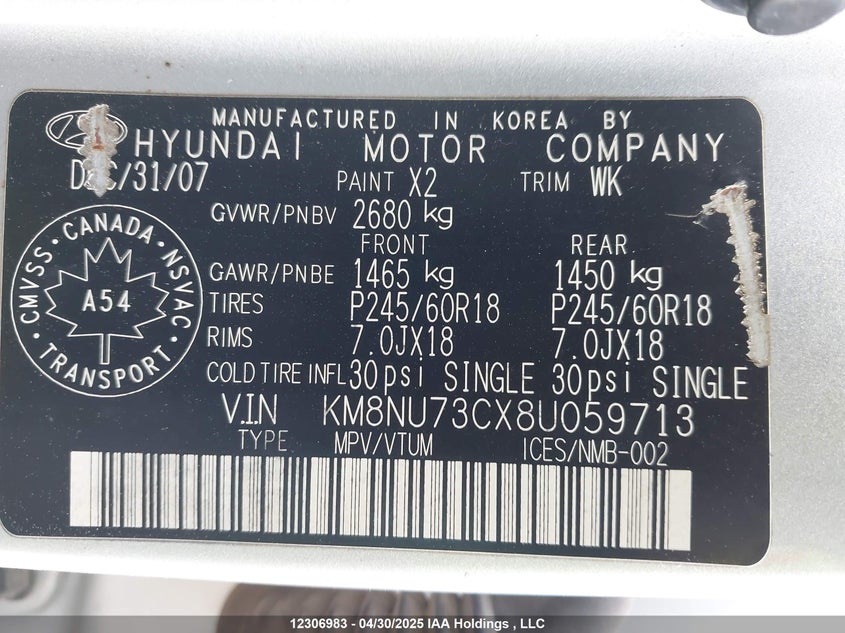 MANUFACTURED IN KOREA BY
HYUNDAI MOTOR COMPANY
DEC/31/07 PAINT X2 TRIM WK
GVWR/PNBV 2680 kg
FRONT REAR
GAWR/PNBE 1465 kg 1450 kg
TIRES P245/60R18 P245/60R18
RIMS 7.0JX18 7.0JX18
COLD TIRE INFL 30psi SINGLE 30psi SINGLE
V.I.N KM8NU73CX8U059713
TYPE MPV/VTUM ICES/NMB-002
CMVSS · CANADA · NSVAC · TRANSPORT ·
A54
12306983 - 04/30/2025 IAA Holdings , LLC